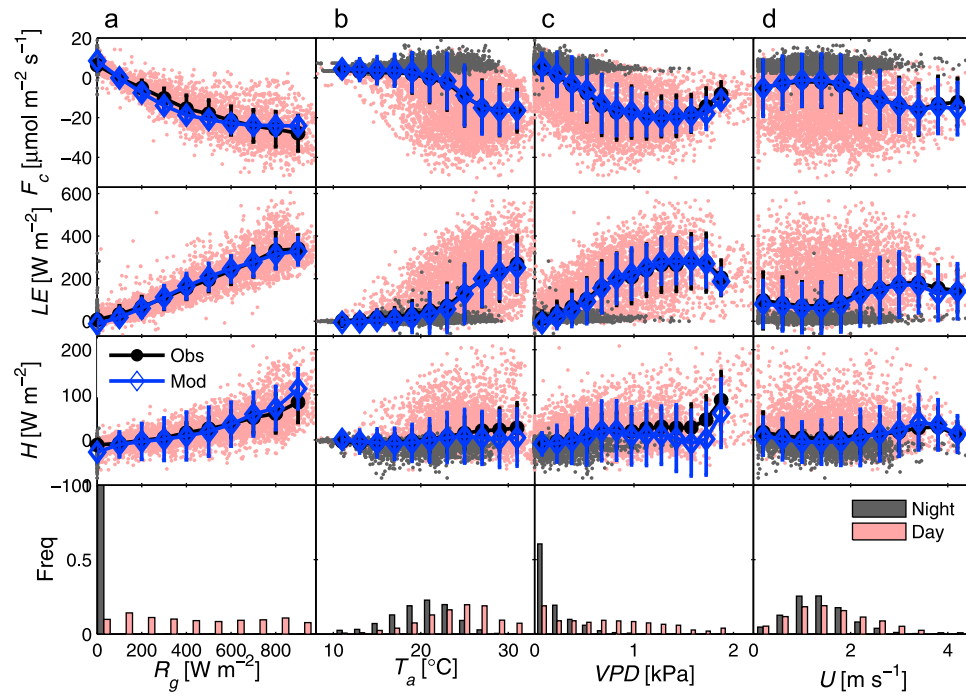 a b c d
20
0
−20
−40
F_c [μmol m⁻² s⁻¹]
600
400
200
0
LE [W m⁻²]
200
100
0
−100
H [W m⁻²]
Obs
Mod
1
0.5
0
Freq
Night
Day
0 200 400 600 800
10 20 30
0 1 2
0 2 4
R_g [W m⁻²] T_a [°C] VPD [kPa] U [m s⁻¹]